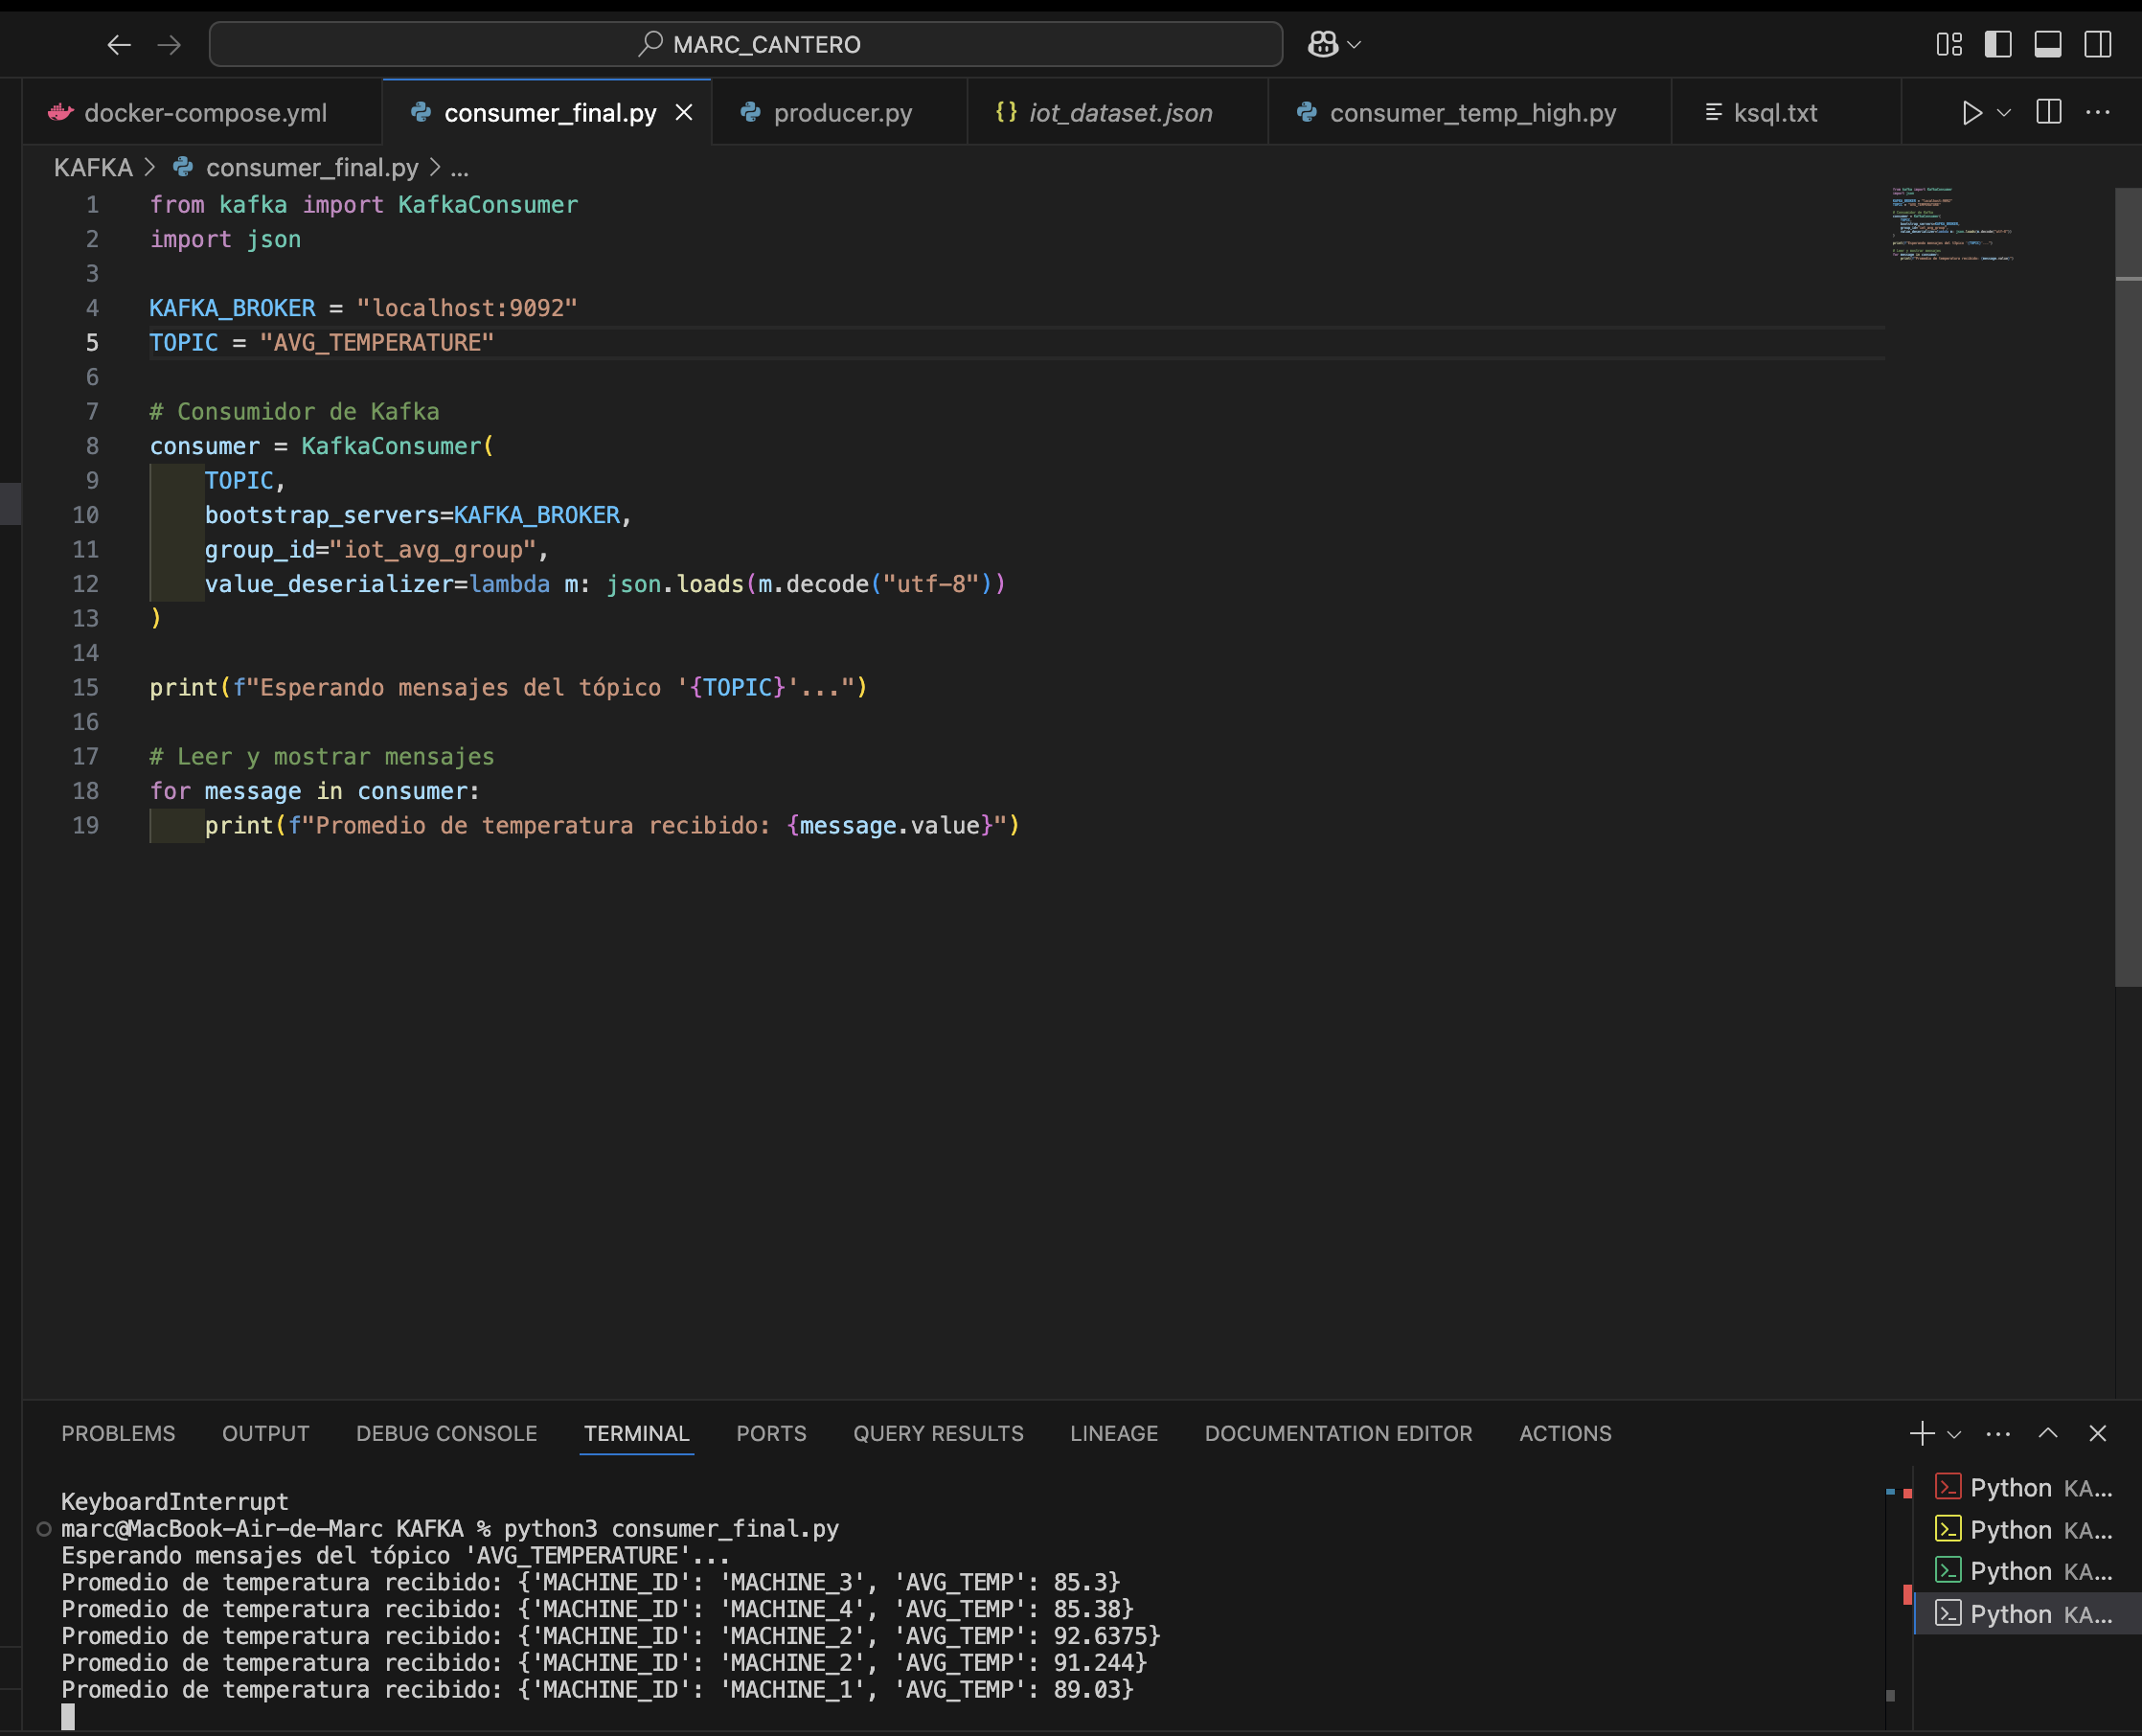 MARC_CANTERO
docker-compose.yml
consumer_final.py
producer.py
iot_dataset.json
consumer_temp_high.py
ksql.txt
KAFKA > consumer_final.py > ...
1 from kafka import KafkaConsumer
2 import json
3
4 KAFKA_BROKER = "localhost:9092"
5 TOPIC = "AVG_TEMPERATURE"
6
7 # Consumidor de Kafka
8 consumer = KafkaConsumer(
9     TOPIC,
10     bootstrap_servers=KAFKA_BROKER,
11     group_id="iot_avg_group",
12     value_deserializer=lambda m: json.loads(m.decode("utf-8"))
13 )
14
15 print(f"Esperando mensajes del tópico '{TOPIC}'...")
16
17 # Leer y mostrar mensajes
18 for message in consumer:
19     print(f"Promedio de temperatura recibido: {message.value}")
PROBLEMS OUTPUT DEBUG CONSOLE TERMINAL PORTS QUERY RESULTS LINEAGE DOCUMENTATION EDITOR ACTIONS
KeyboardInterrupt
marc@MacBook-Air-de-Marc KAFKA % python3 consumer_final.py
Esperando mensajes del tópico 'AVG_TEMPERATURE'...
Promedio de temperatura recibido: {'MACHINE_ID': 'MACHINE_3', 'AVG_TEMP': 85.3}
Promedio de temperatura recibido: {'MACHINE_ID': 'MACHINE_4', 'AVG_TEMP': 85.38}
Promedio de temperatura recibido: {'MACHINE_ID': 'MACHINE_2', 'AVG_TEMP': 92.6375}
Promedio de temperatura recibido: {'MACHINE_ID': 'MACHINE_2', 'AVG_TEMP': 91.244}
Promedio de temperatura recibido: {'MACHINE_ID': 'MACHINE_1', 'AVG_TEMP': 89.03}
Python KA...
Python KA...
Python KA...
Python KA...